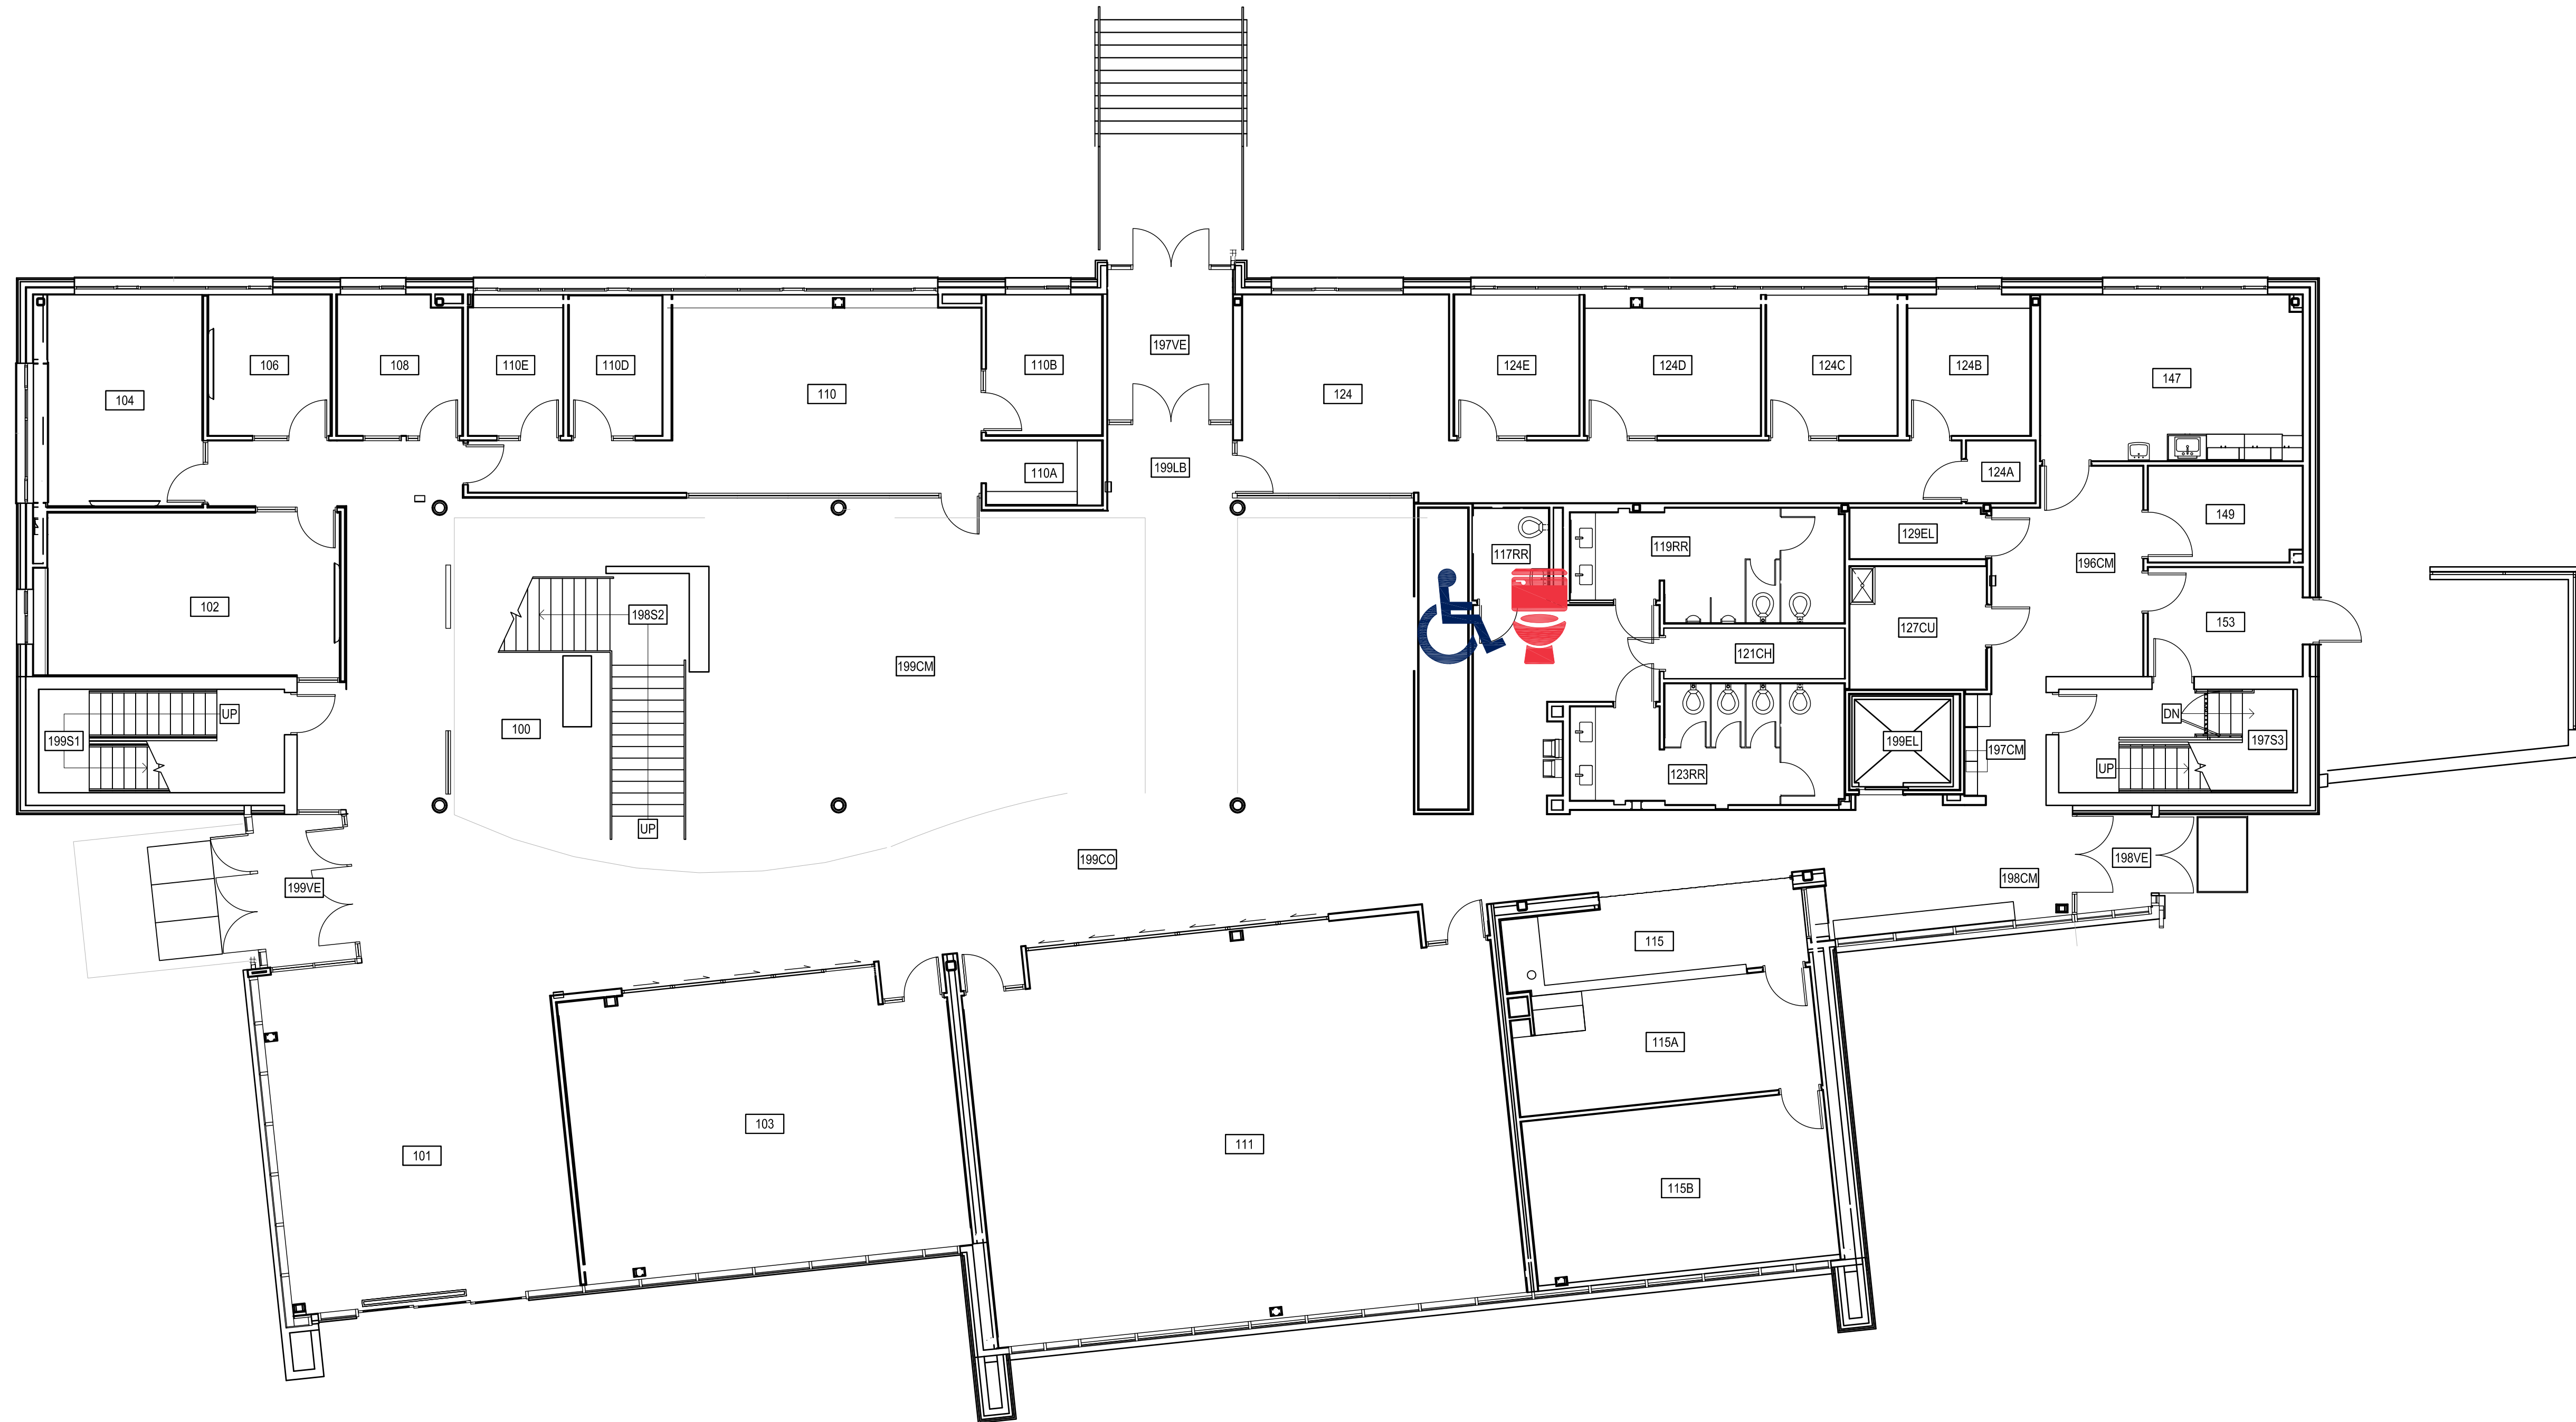 197VE
106
108
110E
110D
110B
124E
124D
124C
124B
147
110
124
104
199LB
110A
124A
149
129EL
117RR
119RR
196CM
102
198S2
153
127CU
121CH
199CM
UP
DN
100
199S1
199EL
197S3
197CM
UP
123RR
UP
199CO
198VE
198CM
199VE
115
115A
103
111
101
115B